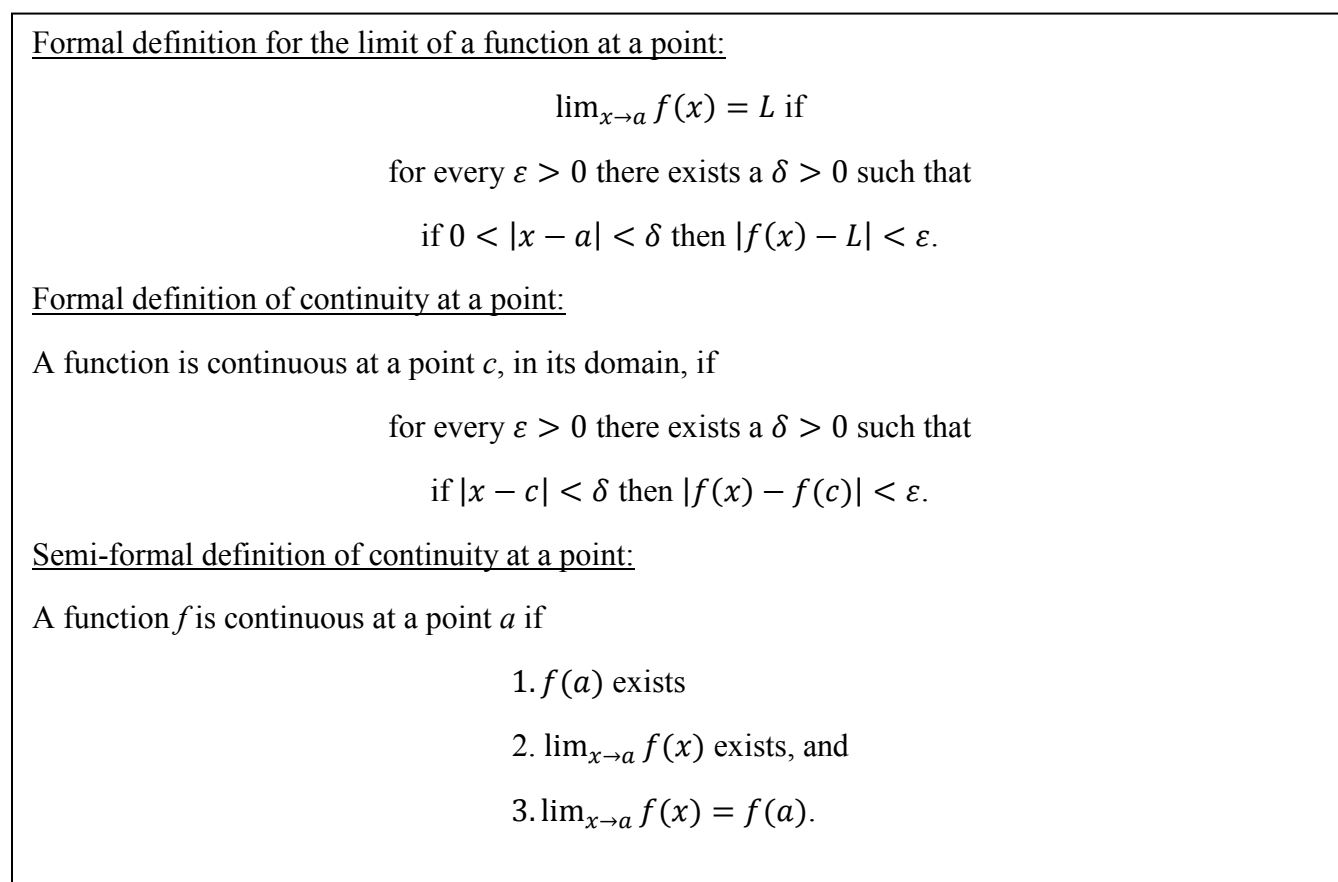 Formal definition for the limit of a function at a point:
lim_{x→a} f(x) = L if
for every ε > 0 there exists a δ > 0 such that
if 0 < |x − a| < δ then |f(x) − L| < ε.
Formal definition of continuity at a point:
A function is continuous at a point c, in its domain, if
for every ε > 0 there exists a δ > 0 such that
if |x − c| < δ then |f(x) − f(c)| < ε.
Semi-formal definition of continuity at a point:
A function f is continuous at a point a if
1. f(a) exists
2. lim_{x→a} f(x) exists, and
3. lim_{x→a} f(x) = f(a).